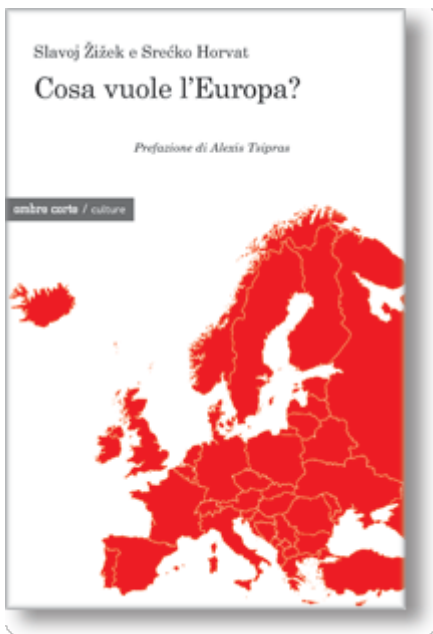 Slavoj Žižek e Srećko Horvat
Cosa vuole l’Europa?
Prefazione di Alexis Tsipras
ombre corte / culture